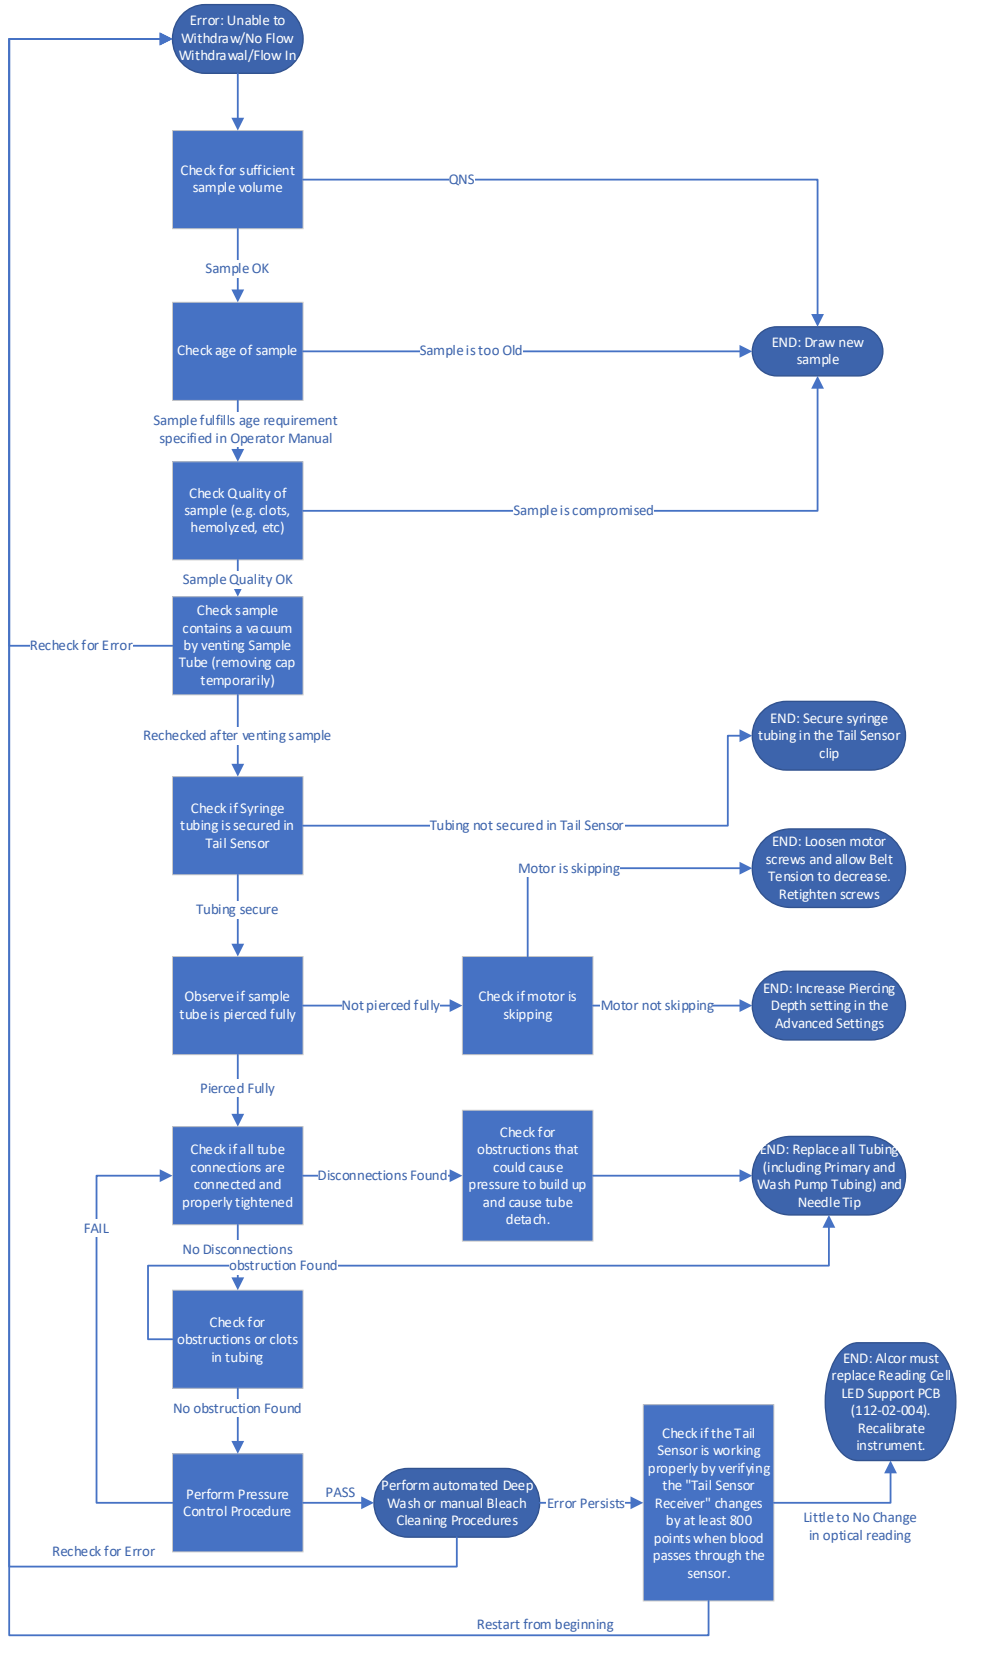 Error: Unable to
Withdraw/No Flow
Withdrawal/Flow In
Check for sufficient
sample volume
QNS
Sample OK
Check age of sample
Sample is too Old
END: Draw new
sample
Sample fulfills age requirement
specified in Operator Manual
Check Quality of
sample (e.g. clots,
hemolyzed, etc)
Sample is compromised
Sample Quality OK
Check sample
contains a vacuum
by venting Sample
Tube (removing cap
temporarily)
Recheck for Error
Rechecked after venting sample
END: Secure syringe
tubing in the Tail Sensor
clip
Check if Syringe
tubing is secured in
Tail Sensor
Tubing not secured in Tail Sensor
END: Loosen motor
screws and allow Belt
Tension to decrease.
Retighten screws
Motor is skipping
Tubing secure
Observe if sample
tube is pierced fully
Not pierced fully
Check if motor is
skipping
Motor not skipping
END: Increase Piercing
Depth setting in the
Advanced Settings
Pierced Fully
Check if all tube
connections are
connected and
properly tightened
Disconnections Found
Check for
obstructions that
could cause
pressure to build up
and cause tube
detach.
END: Replace all Tubing
(including Primary and
Wash Pump Tubing) and
Needle Tip
FAIL
No Disconnections
obstruction Found
Check for
obstructions or clots
in tubing
No obstruction Found
Perform Pressure
Control Procedure
PASS
Perform automated Deep
Wash or manual Bleach
Cleaning Procedures
Error Persists
Check if the Tail
Sensor is working
properly by verifying
the "Tail Sensor
Receiver" changes
by at least 800
points when blood
passes through the
sensor.
END: Alcor must
replace Reading Cell
LED Support PCB
(112-02-004).
Recalibrate
instrument.
Little to No Change
in optical reading
Recheck for Error
Restart from beginning